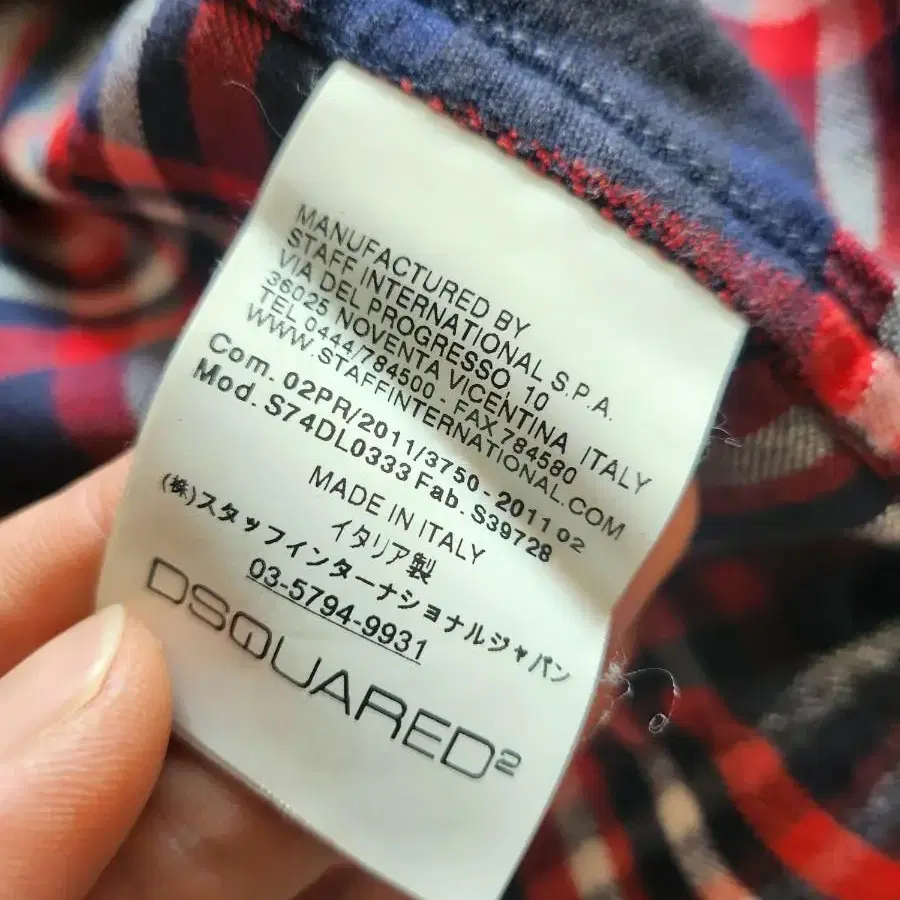 MANUFACTURED BY
STAFF INTERNATIONAL S.P.A.
VIA DEL PROGRESSO, 10
36025 NOVENTA VICENTINA ITALY
TEL 0444/784500 - FAX 784580
WWW.STAFFINTERNATIONAL.COM
Com. 02PR/2011/3750 - 2011 02
Mod. S74DL0333 Fab. S39728
MADE IN ITALY
イタリア製
(株)スタッフインターナショナルジャパン
03-5794-9931
DSQUARED2